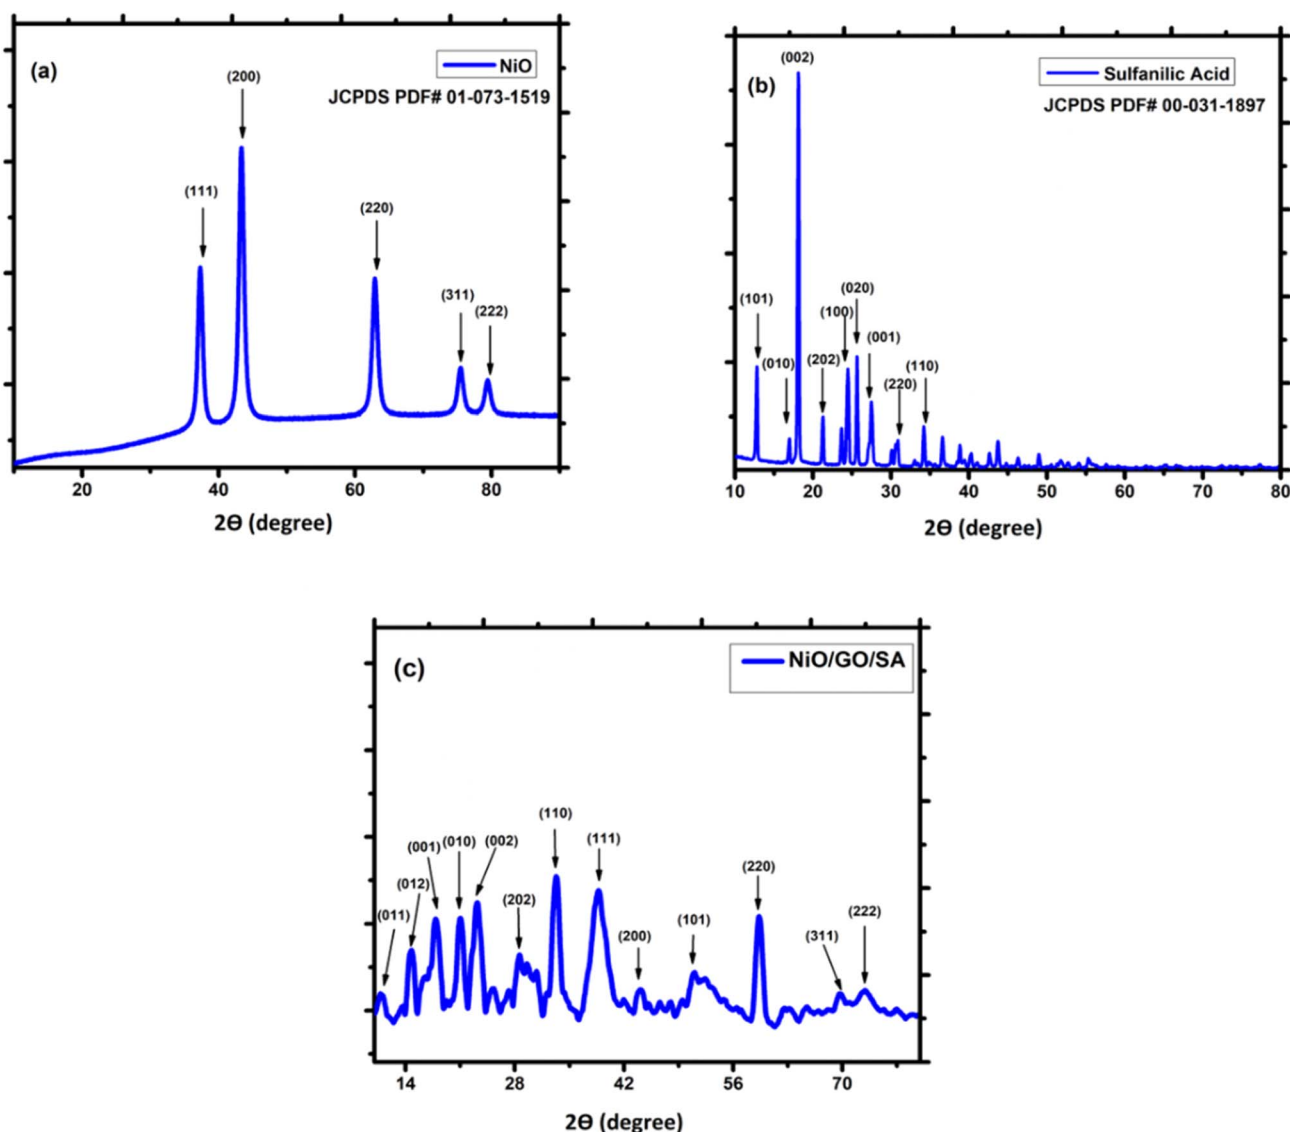 (a)
NiO
JCPDS PDF# 01-073-1519
(111)
(200)
(220)
(311)
(222)
20 40 60 80
2Θ (degree)
(b)
Sulfanilic Acid
JCPDS PDF# 00-031-1897
(101)
(010)
(002)
(202)
(100)
(020)
(001)
(220)
(110)
10 20 30 40 50 60 70 80
2Θ (degree)
(c)
NiO/GO/SA
(011)
(012)
(001)
(010)
(002)
(202)
(110)
(111)
(200)
(101)
(220)
(311)
(222)
14 28 42 56 70
2Θ (degree)